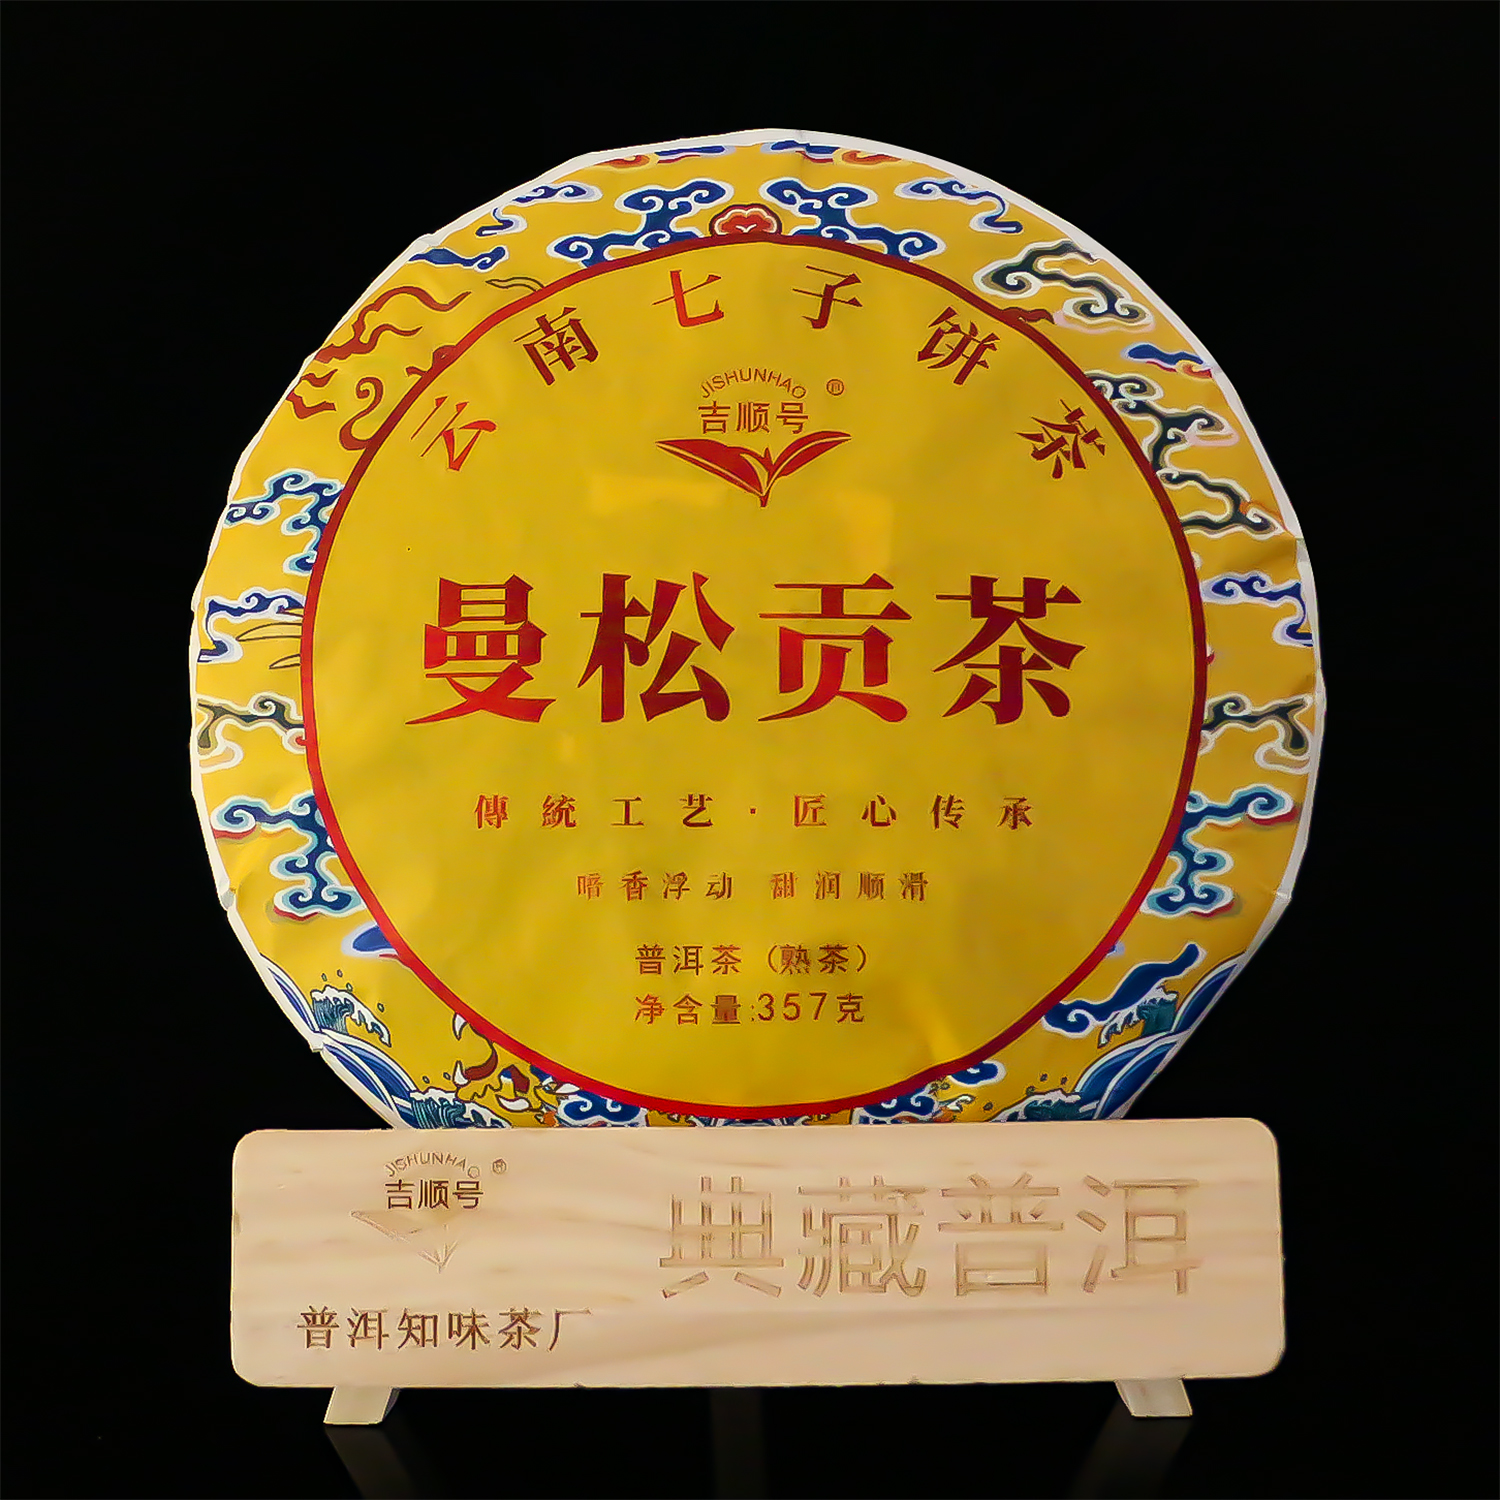 云南七子饼茶
JISHUNHAO ®
吉顺号
曼松贡茶
傳統工艺·匠心传承
暗香浮动 甜润顺滑
普洱茶（熟茶）
净含量:357克
JISHUNHAO ®
吉顺号
典藏普洱
普洱知味茶厂